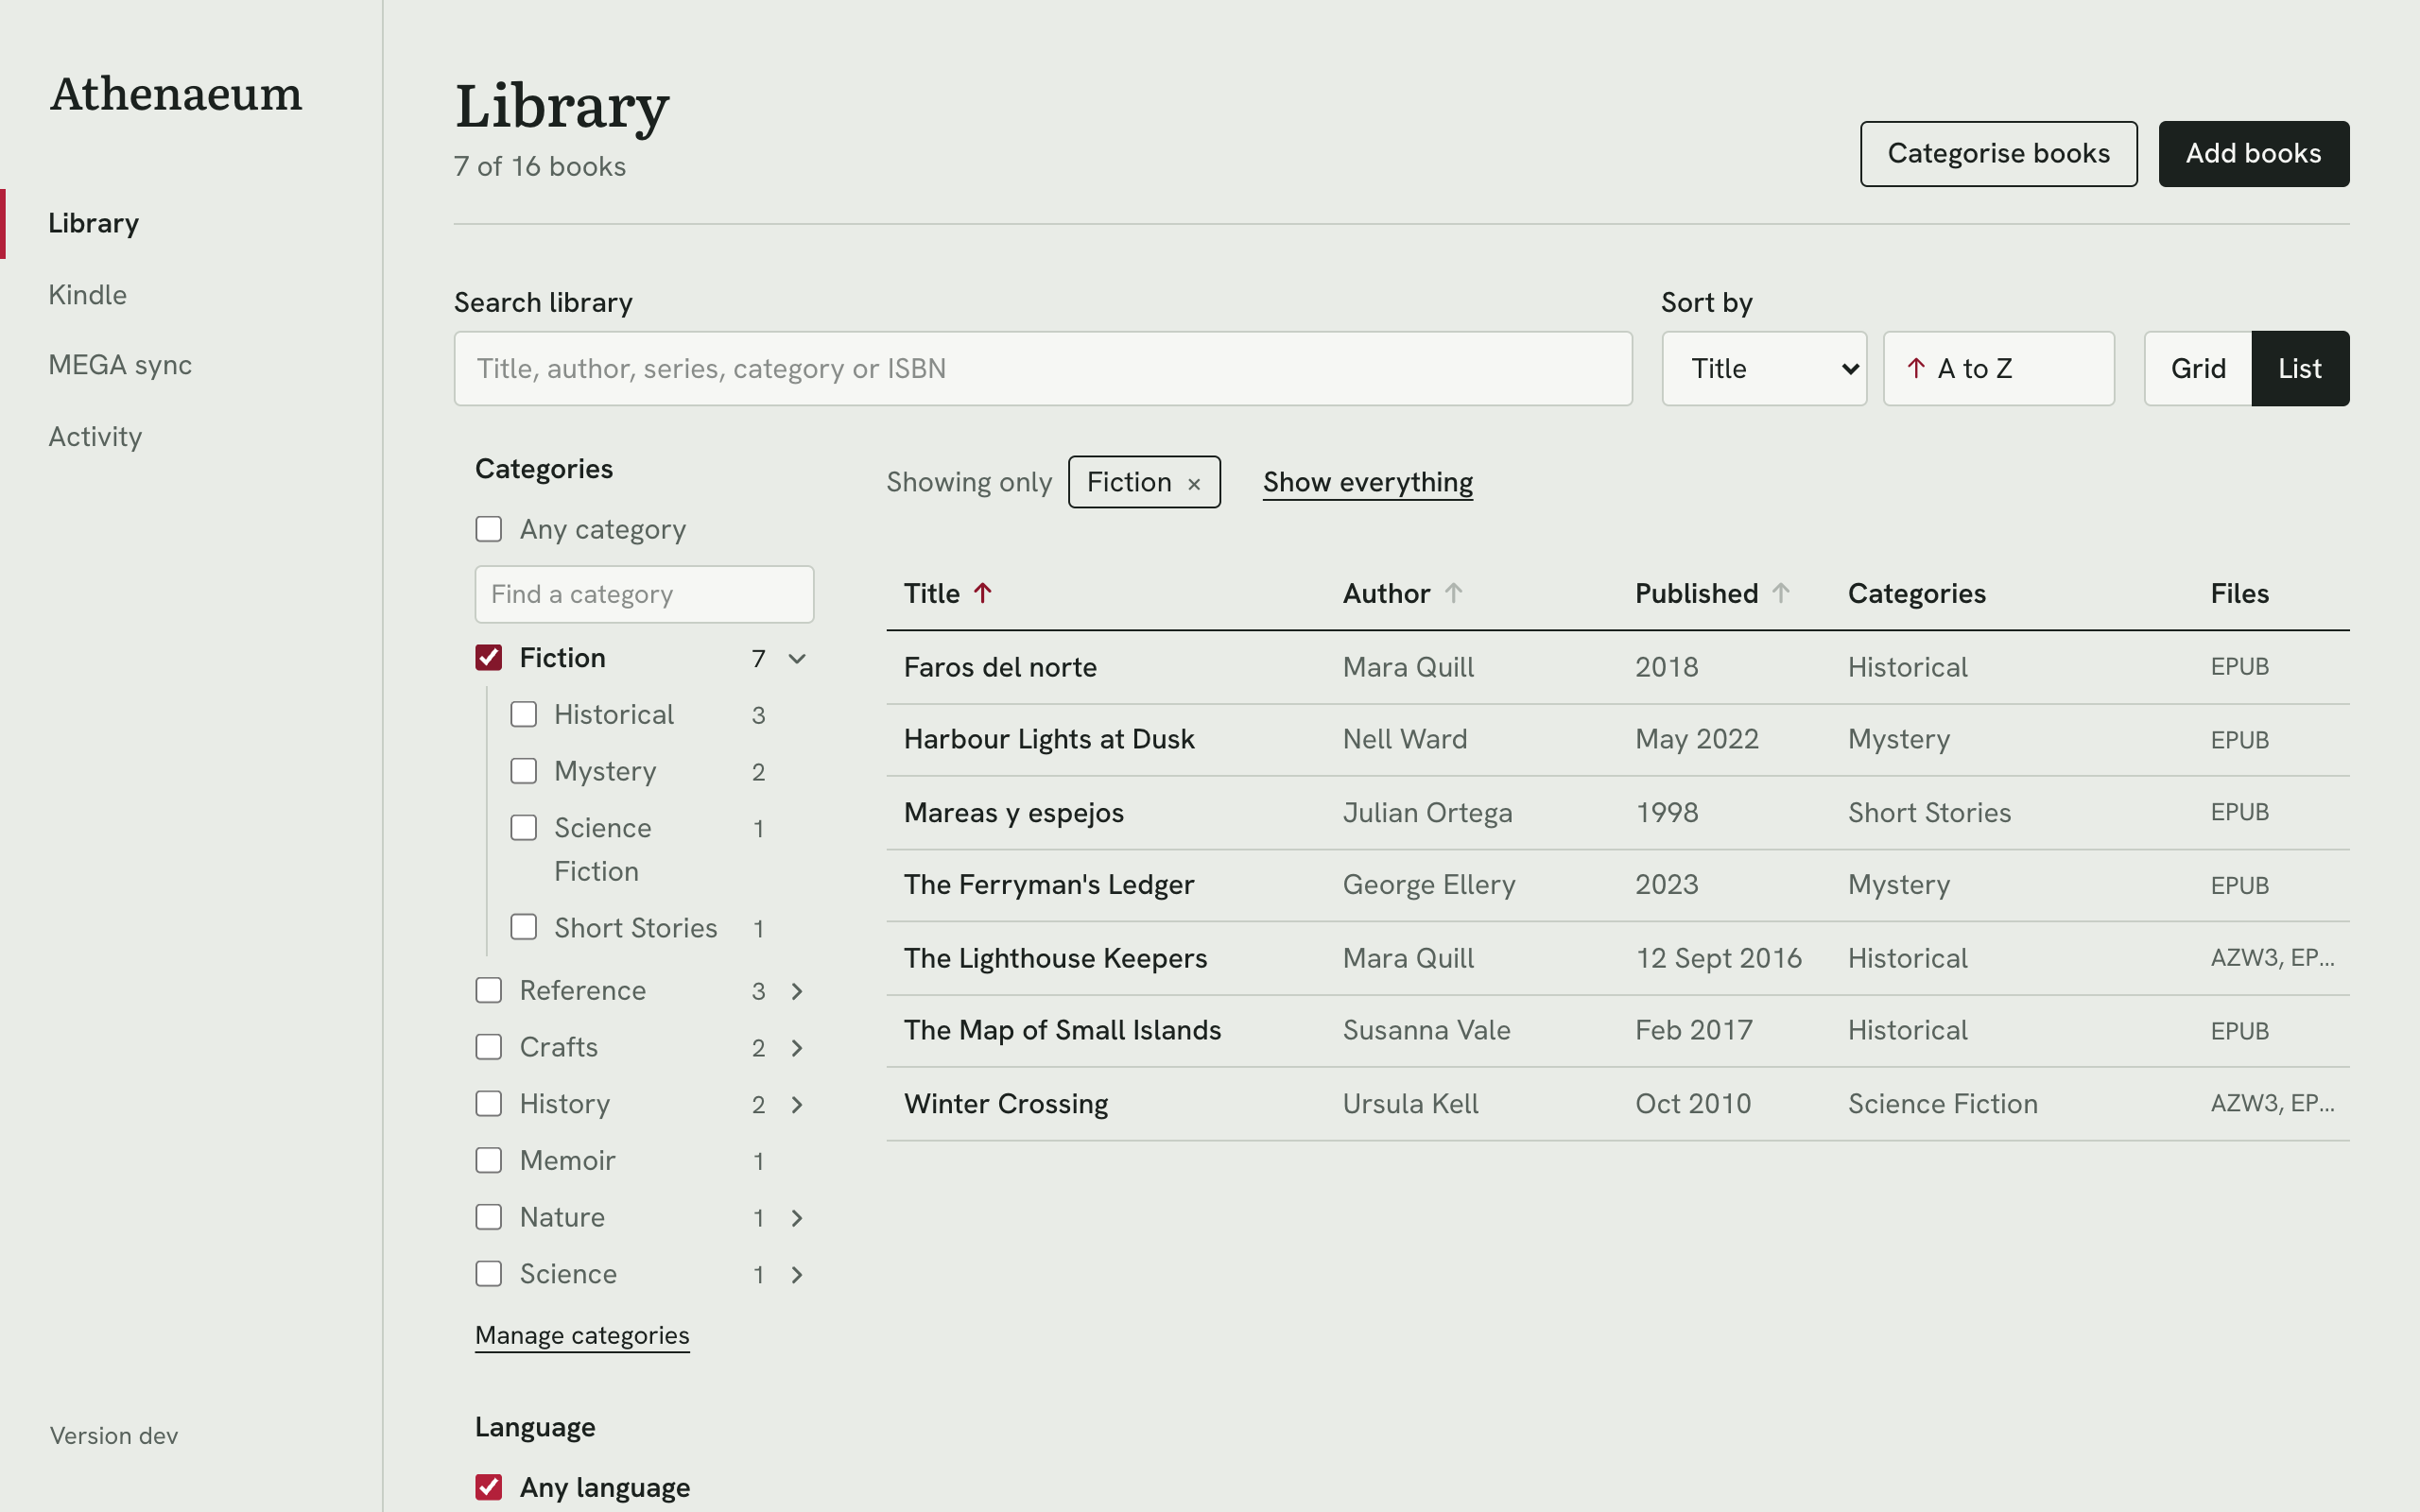 Athenaeum
Library
Kindle
MEGA sync
Activity
Version dev
Library
7 of 16 books
Categorise books
Add books
Search library
Title, author, series, category or ISBN
Sort by
Title
↑ A to Z
Grid
List
Categories
Any category
Find a category
Fiction 7
Historical 3
Mystery 2
Science 1
Fiction
Short Stories 1
Reference 3
Crafts 2
History 2
Memoir 1
Nature 1
Science 1
Manage categories
Language
Any language
Showing only Fiction × Show everything
Title ↑ Author ↑ Published ↑ Categories Files
Faros del norte Mara Quill 2018 Historical EPUB
Harbour Lights at Dusk Nell Ward May 2022 Mystery EPUB
Mareas y espejos Julian Ortega 1998 Short Stories EPUB
The Ferryman's Ledger George Ellery 2023 Mystery EPUB
The Lighthouse Keepers Mara Quill 12 Sept 2016 Historical AZW3, EP...
The Map of Small Islands Susanna Vale Feb 2017 Historical EPUB
Winter Crossing Ursula Kell Oct 2010 Science Fiction AZW3, EP...